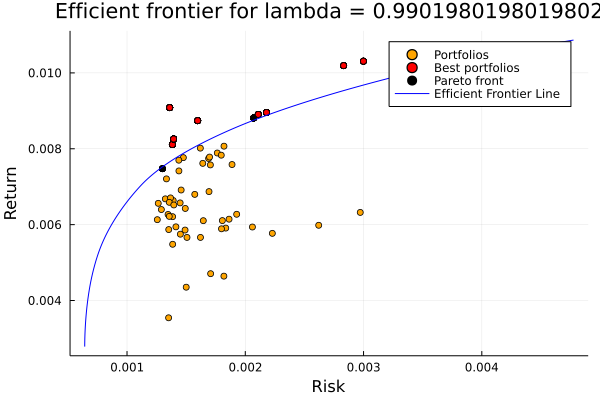 Efficient frontier for lambda = 0.9901980198019802
Portfolios
Best portfolios
Pareto front
Efficient Frontier Line
Return
0.010
0.008
0.006
0.004
0.001 0.002 0.003 0.004
Risk